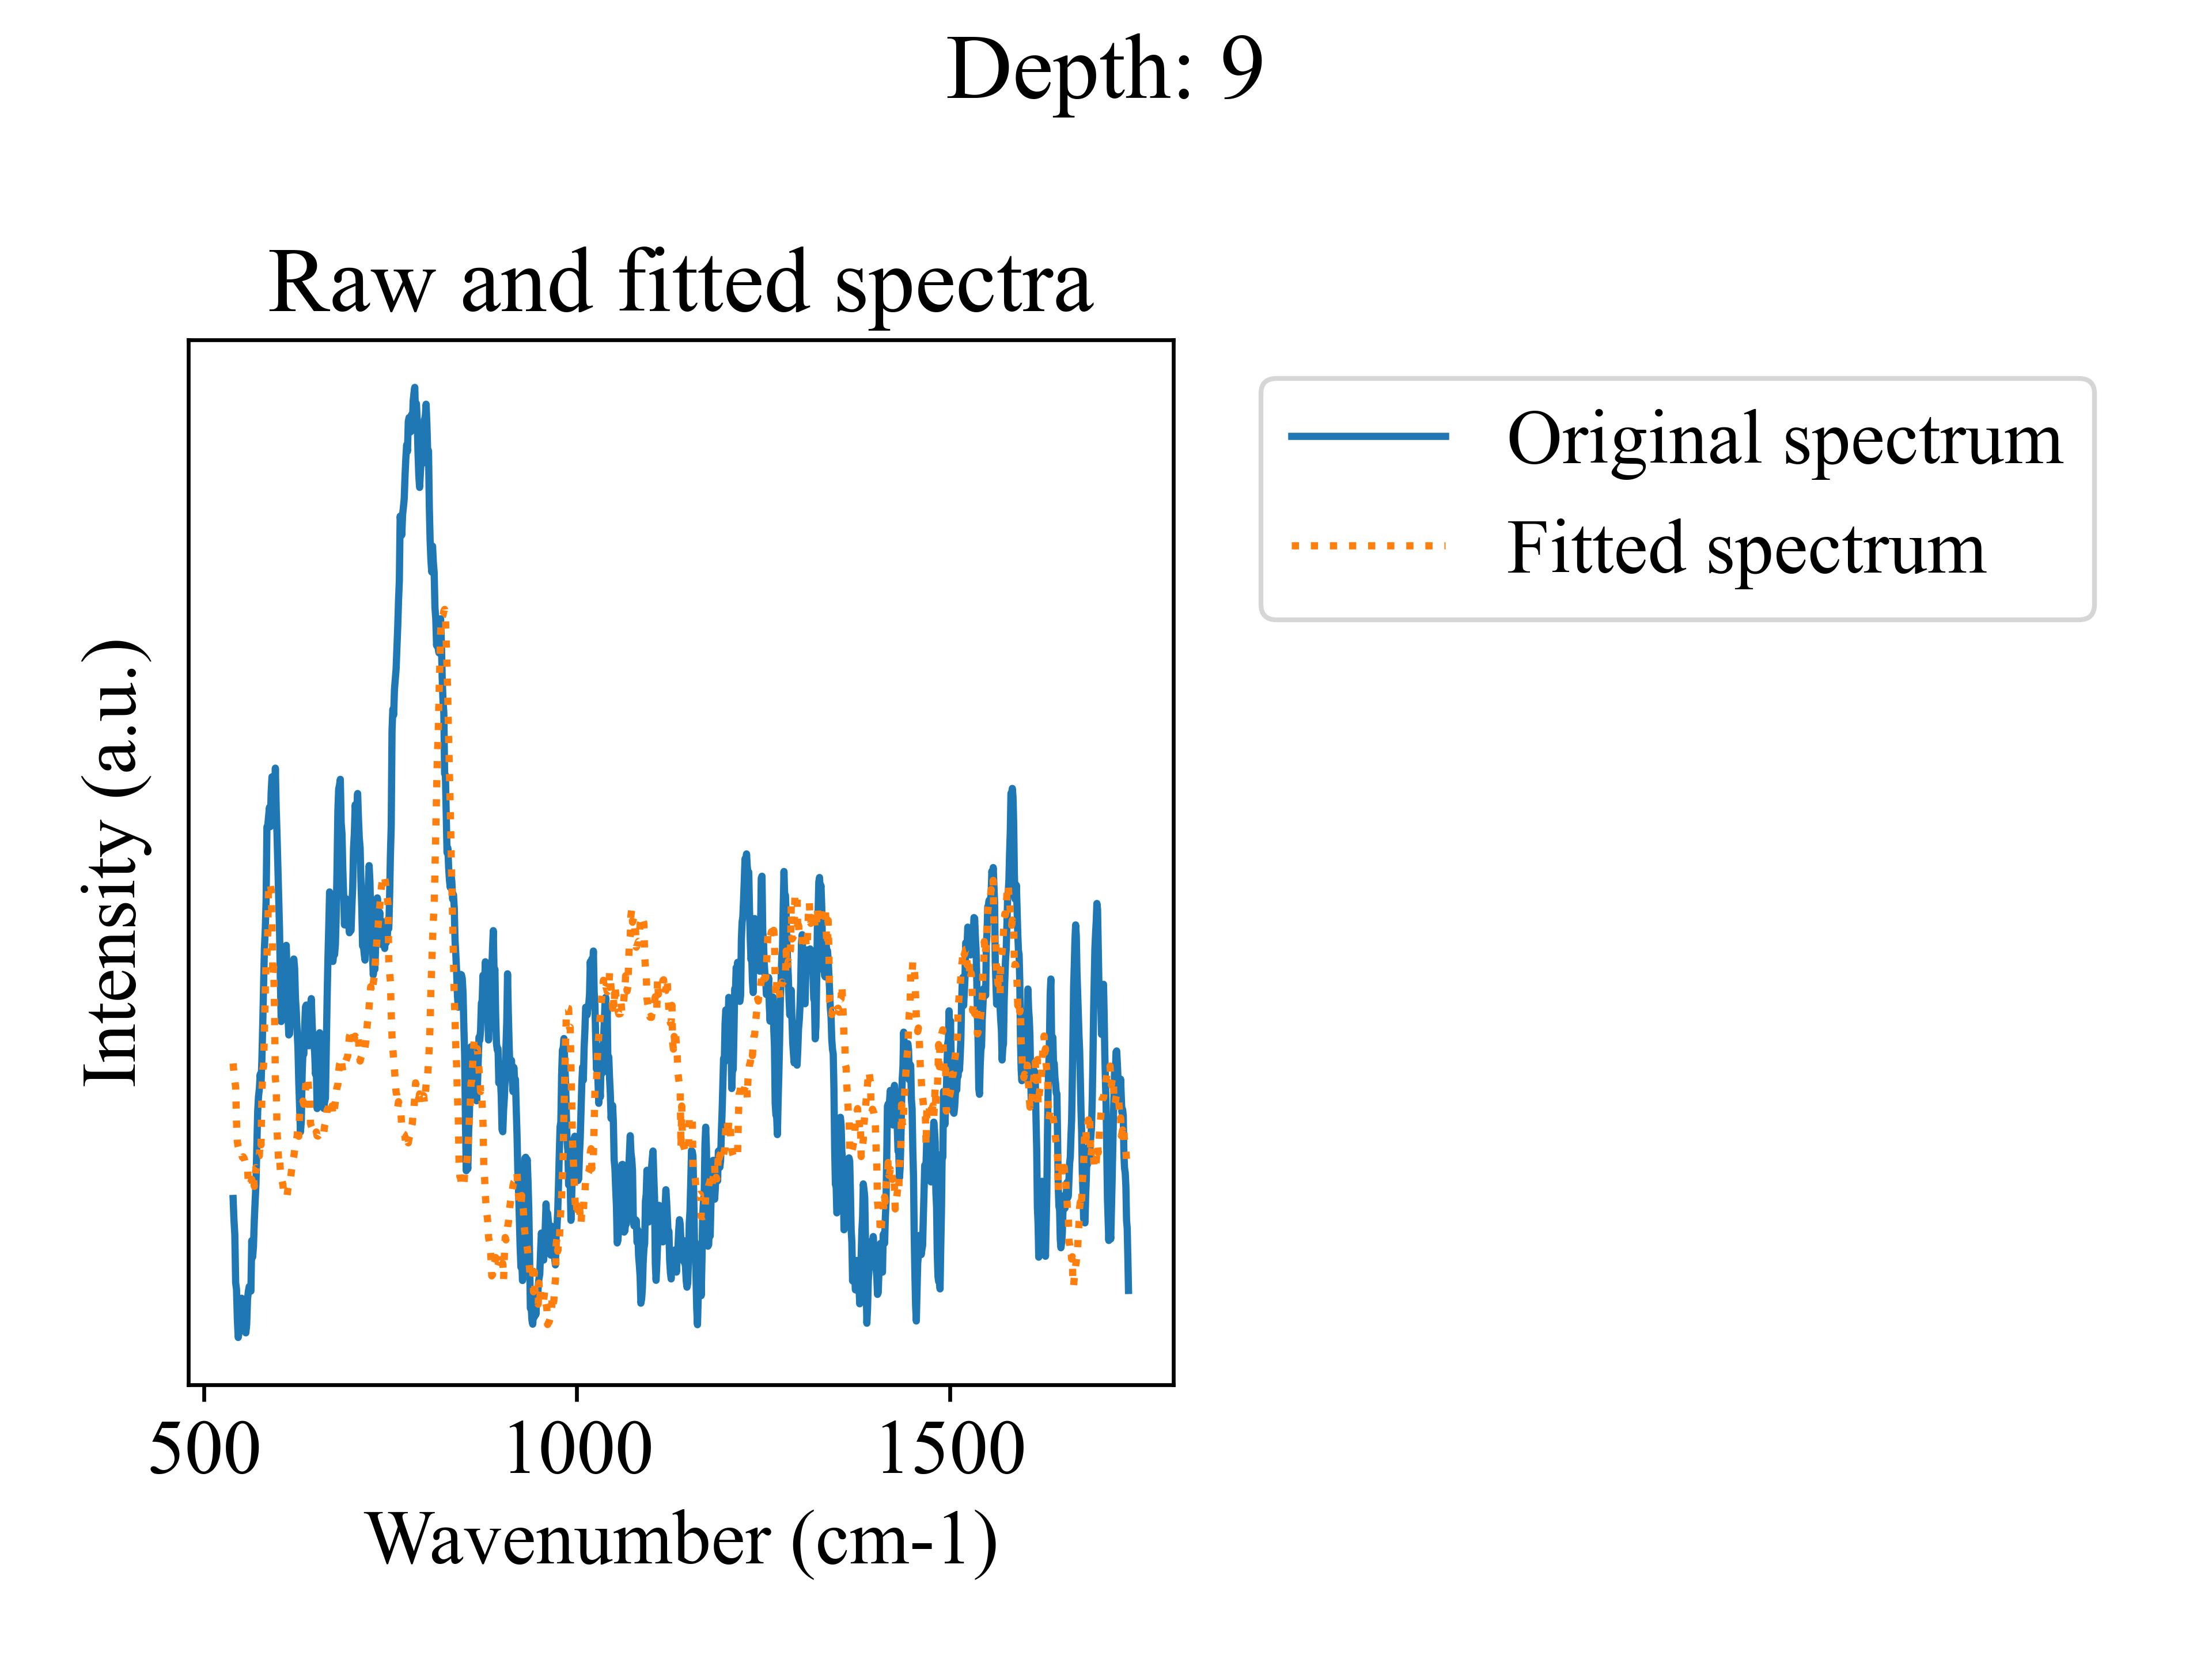 Depth: 9
Raw and fitted spectra
Original spectrum
Fitted spectrum
Intensity (a.u.)
500 1000 1500
Wavenumber (cm-1)